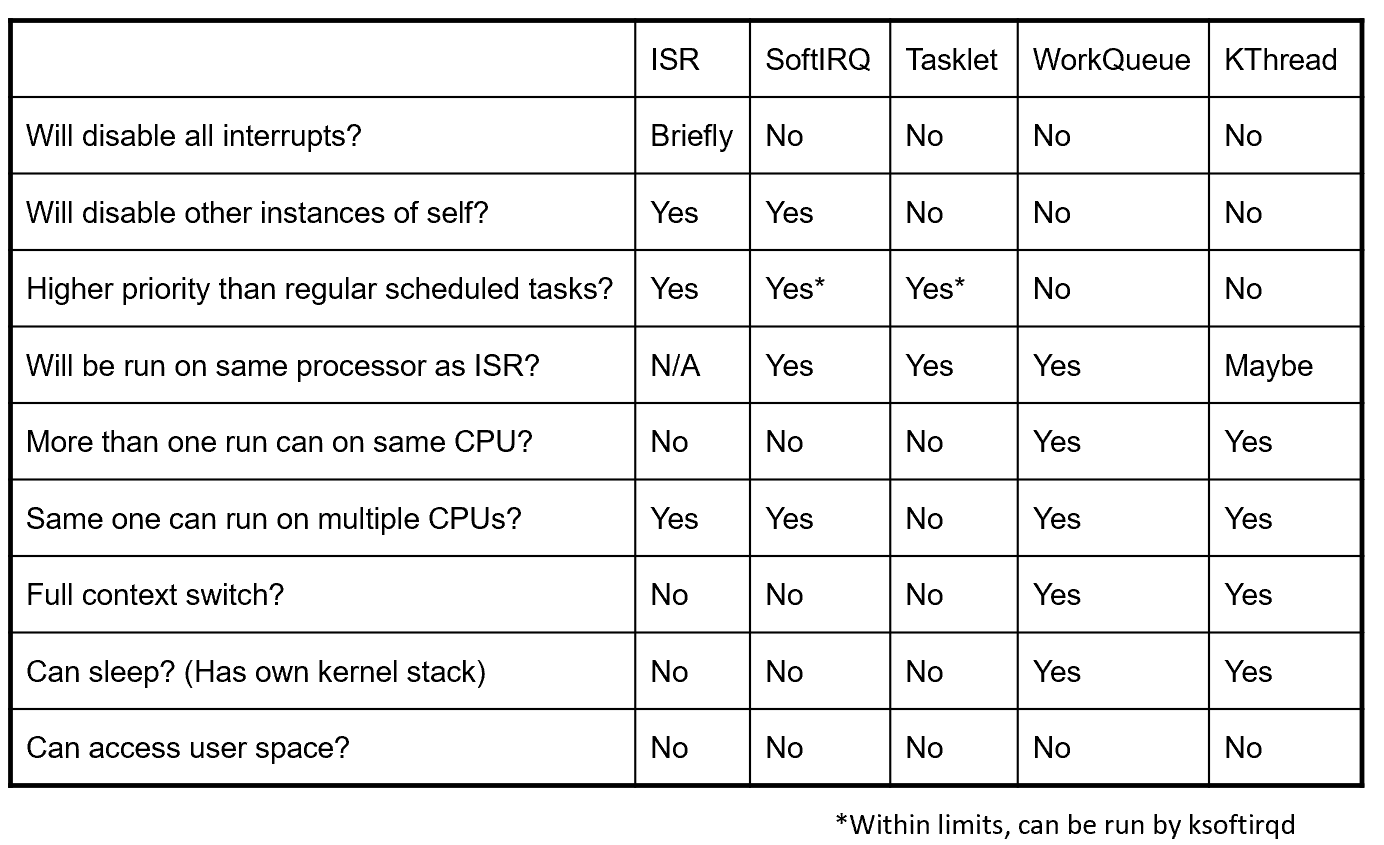 ISR SoftIRQ Tasklet WorkQueue KThread
Will disable all interrupts? Briefly No No No No
Will disable other instances of self? Yes Yes No No No
Higher priority than regular scheduled tasks? Yes Yes* Yes* No No
Will be run on same processor as ISR? N/A Yes Yes Yes Maybe
More than one run can on same CPU? No No No Yes Yes
Same one can run on multiple CPUs? Yes Yes No Yes Yes
Full context switch? No No No Yes Yes
Can sleep? (Has own kernel stack) No No No Yes Yes
Can access user space? No No No No No
*Within limits, can be run by ksoftirqd